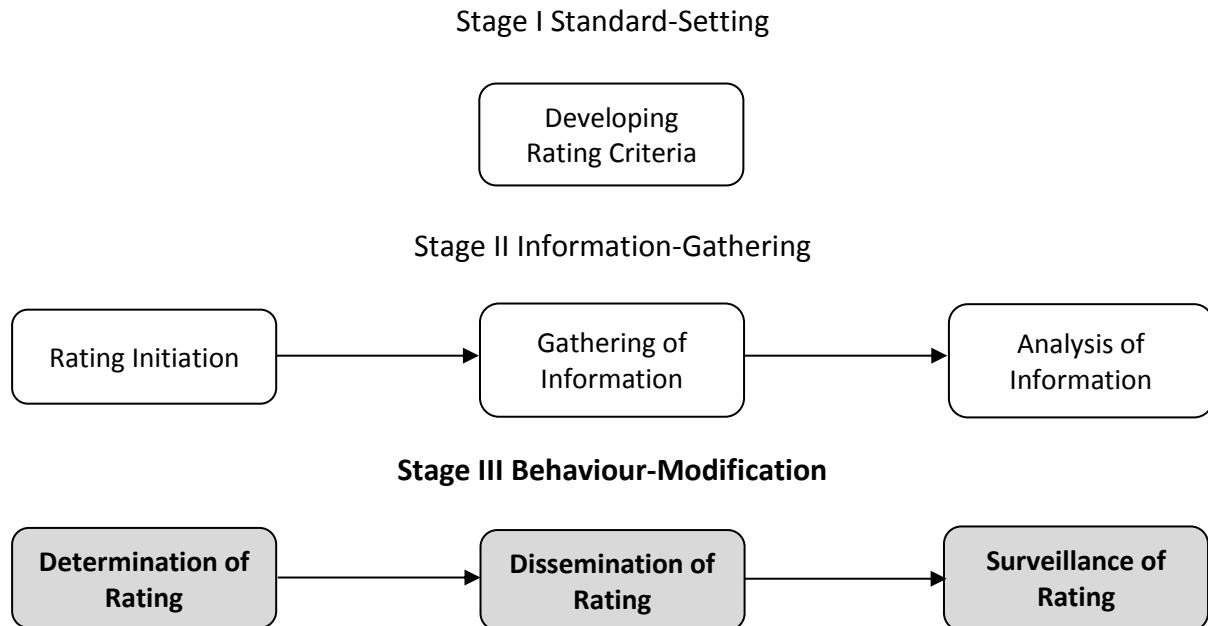 Stage I Standard-Setting
Developing
Rating Criteria
Stage II Information-Gathering
Rating Initiation
Gathering of
Information
Analysis of
Information
Stage III Behaviour-Modification
Determination of
Rating
Dissemination of
Rating
Surveillance of
Rating